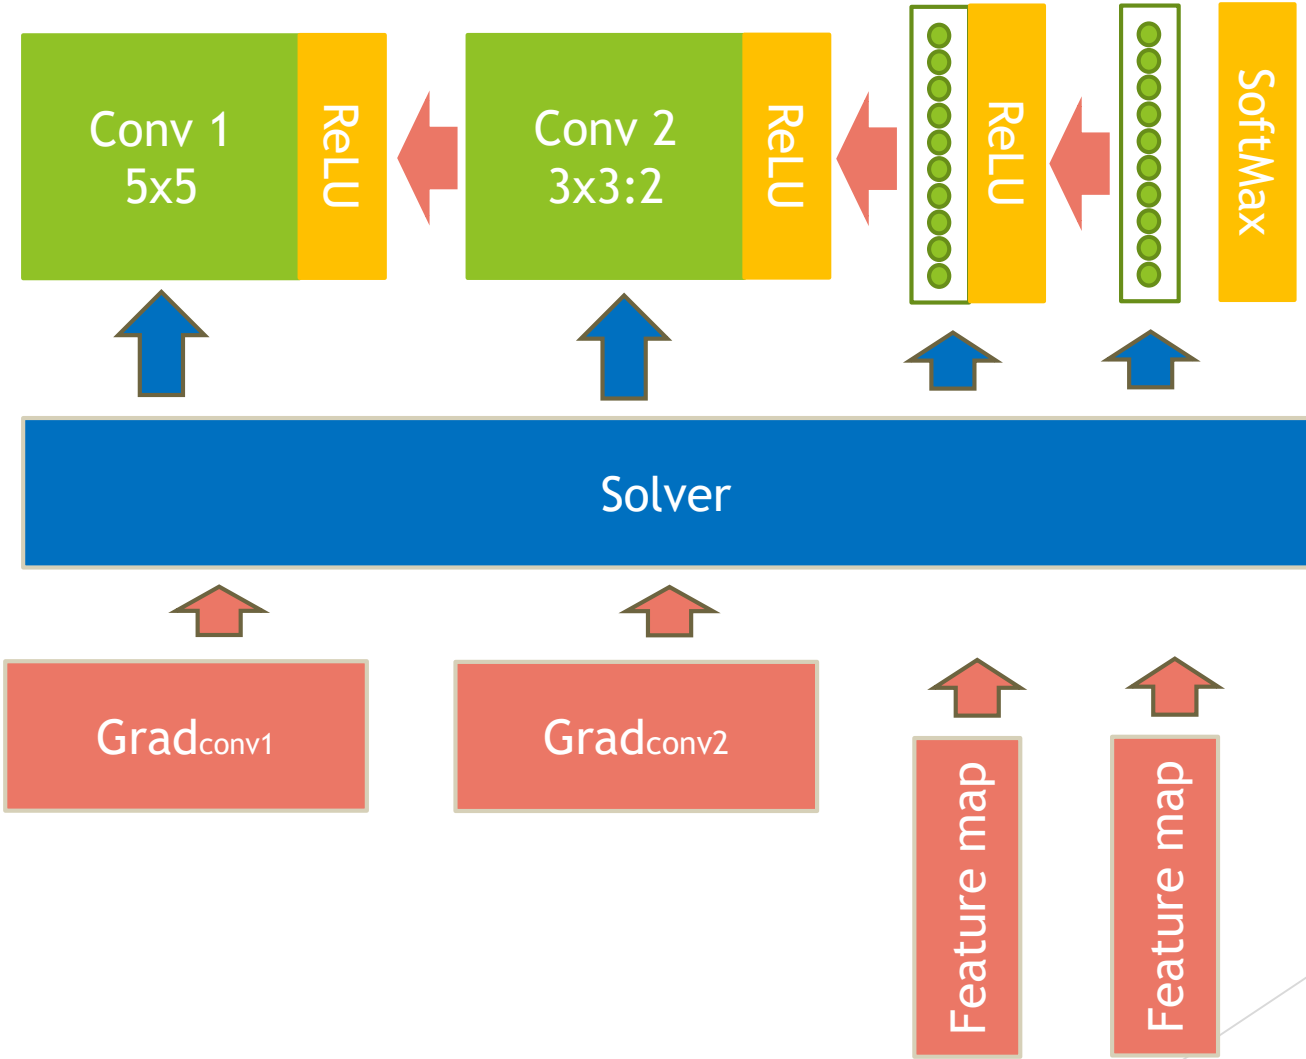 Conv 1
5x5
ReLU
Conv 2
3x3:2
ReLU
ReLU
SoftMax
Solver
Gradconv1
Gradconv2
Feature map
Feature map